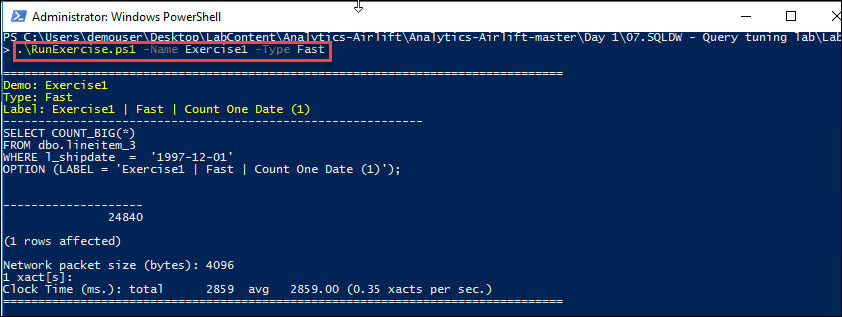 Administrator: Windows PowerShell
PS C:\Users\demouser\Desktop\LabContent\Analytics-Airlift\Analytics-Airlift-master\Day 1\07.SQLDW - Query tuning lab\Lab
> .\RunExercise.ps1 -Name Exercise1 -Type Fast
======================================================================
Demo: Exercise1
Type: Fast
Label: Exercise1 | Fast | Count One Date (1)
----------------------------------------------------
SELECT COUNT_BIG(*)
FROM dbo.lineitem_3
WHERE l_shipdate  =  '1997-12-01'
OPTION (LABEL = 'Exercise1 | Fast | Count One Date (1)');
--------------------
24840
(1 rows affected)
Network packet size (bytes): 4096
1 xact[s]:
Clock Time (ms.): total      2859  avg   2859.00 (0.35 xacts per sec.)
======================================================================